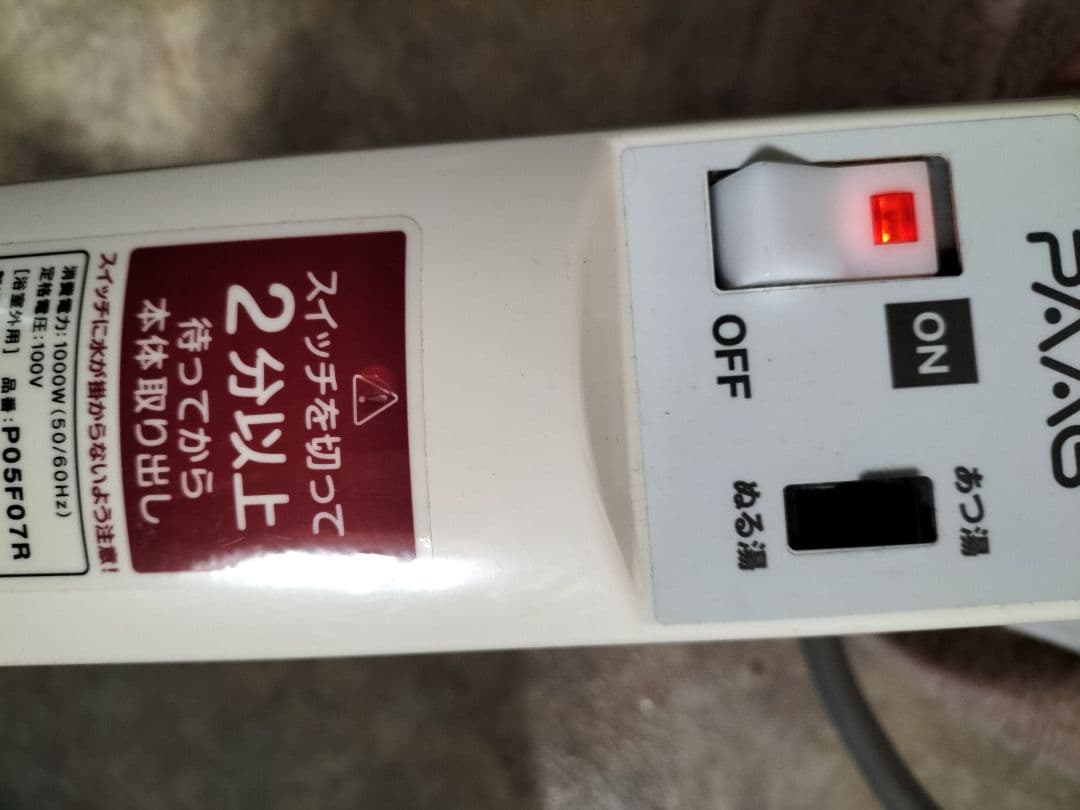 PAAG
ON
OFF
あつ湯
ぬる湯
スイッチを切って
2分以上
待ってから
本体取り出し
スイッチに水が掛からないよう注意!
消費電力:1000W(50/60Hz)
定格電圧:100V
[浴室外用] 品番:P05F07R